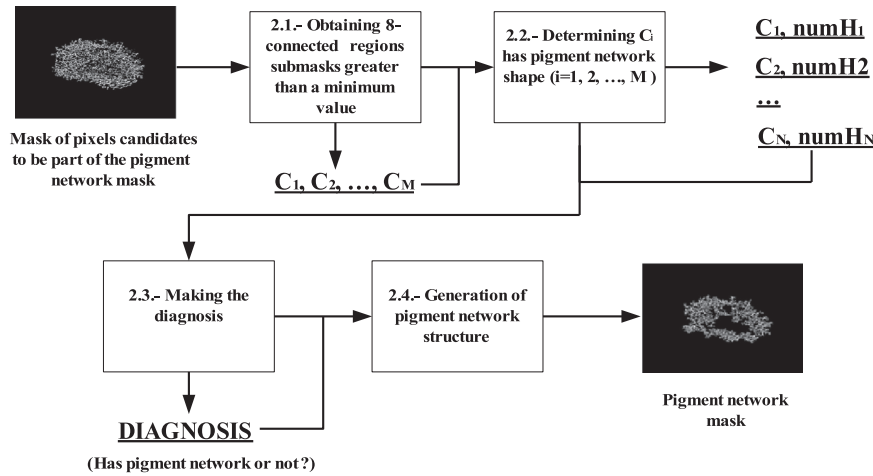 2.1.- Obtaining 8-
connected regions
submasks greater
than a minimum
value
2.2.- Determining Cᵢ
has pigment network
shape (i=1, 2, ..., M )
C₁, numH₁
C₂, numH2
...
C_N, numH_N
Mask of pixels candidates
to be part of the pigment
network mask
C₁, C₂, ..., C_M
2.3.- Making the
diagnosis
2.4.- Generation of
pigment network
structure
Pigment network
mask
DIAGNOSIS
(Has pigment network or not?)